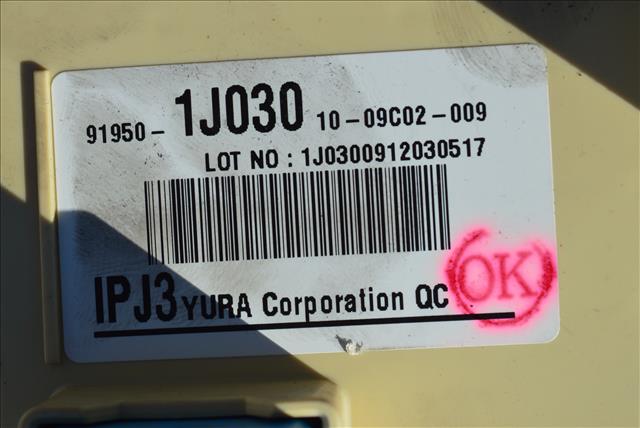 91950-1J030 10-09C02-009
LOT NO : 1J0300912030517
IPJ3 YURA Corporation QC
OK